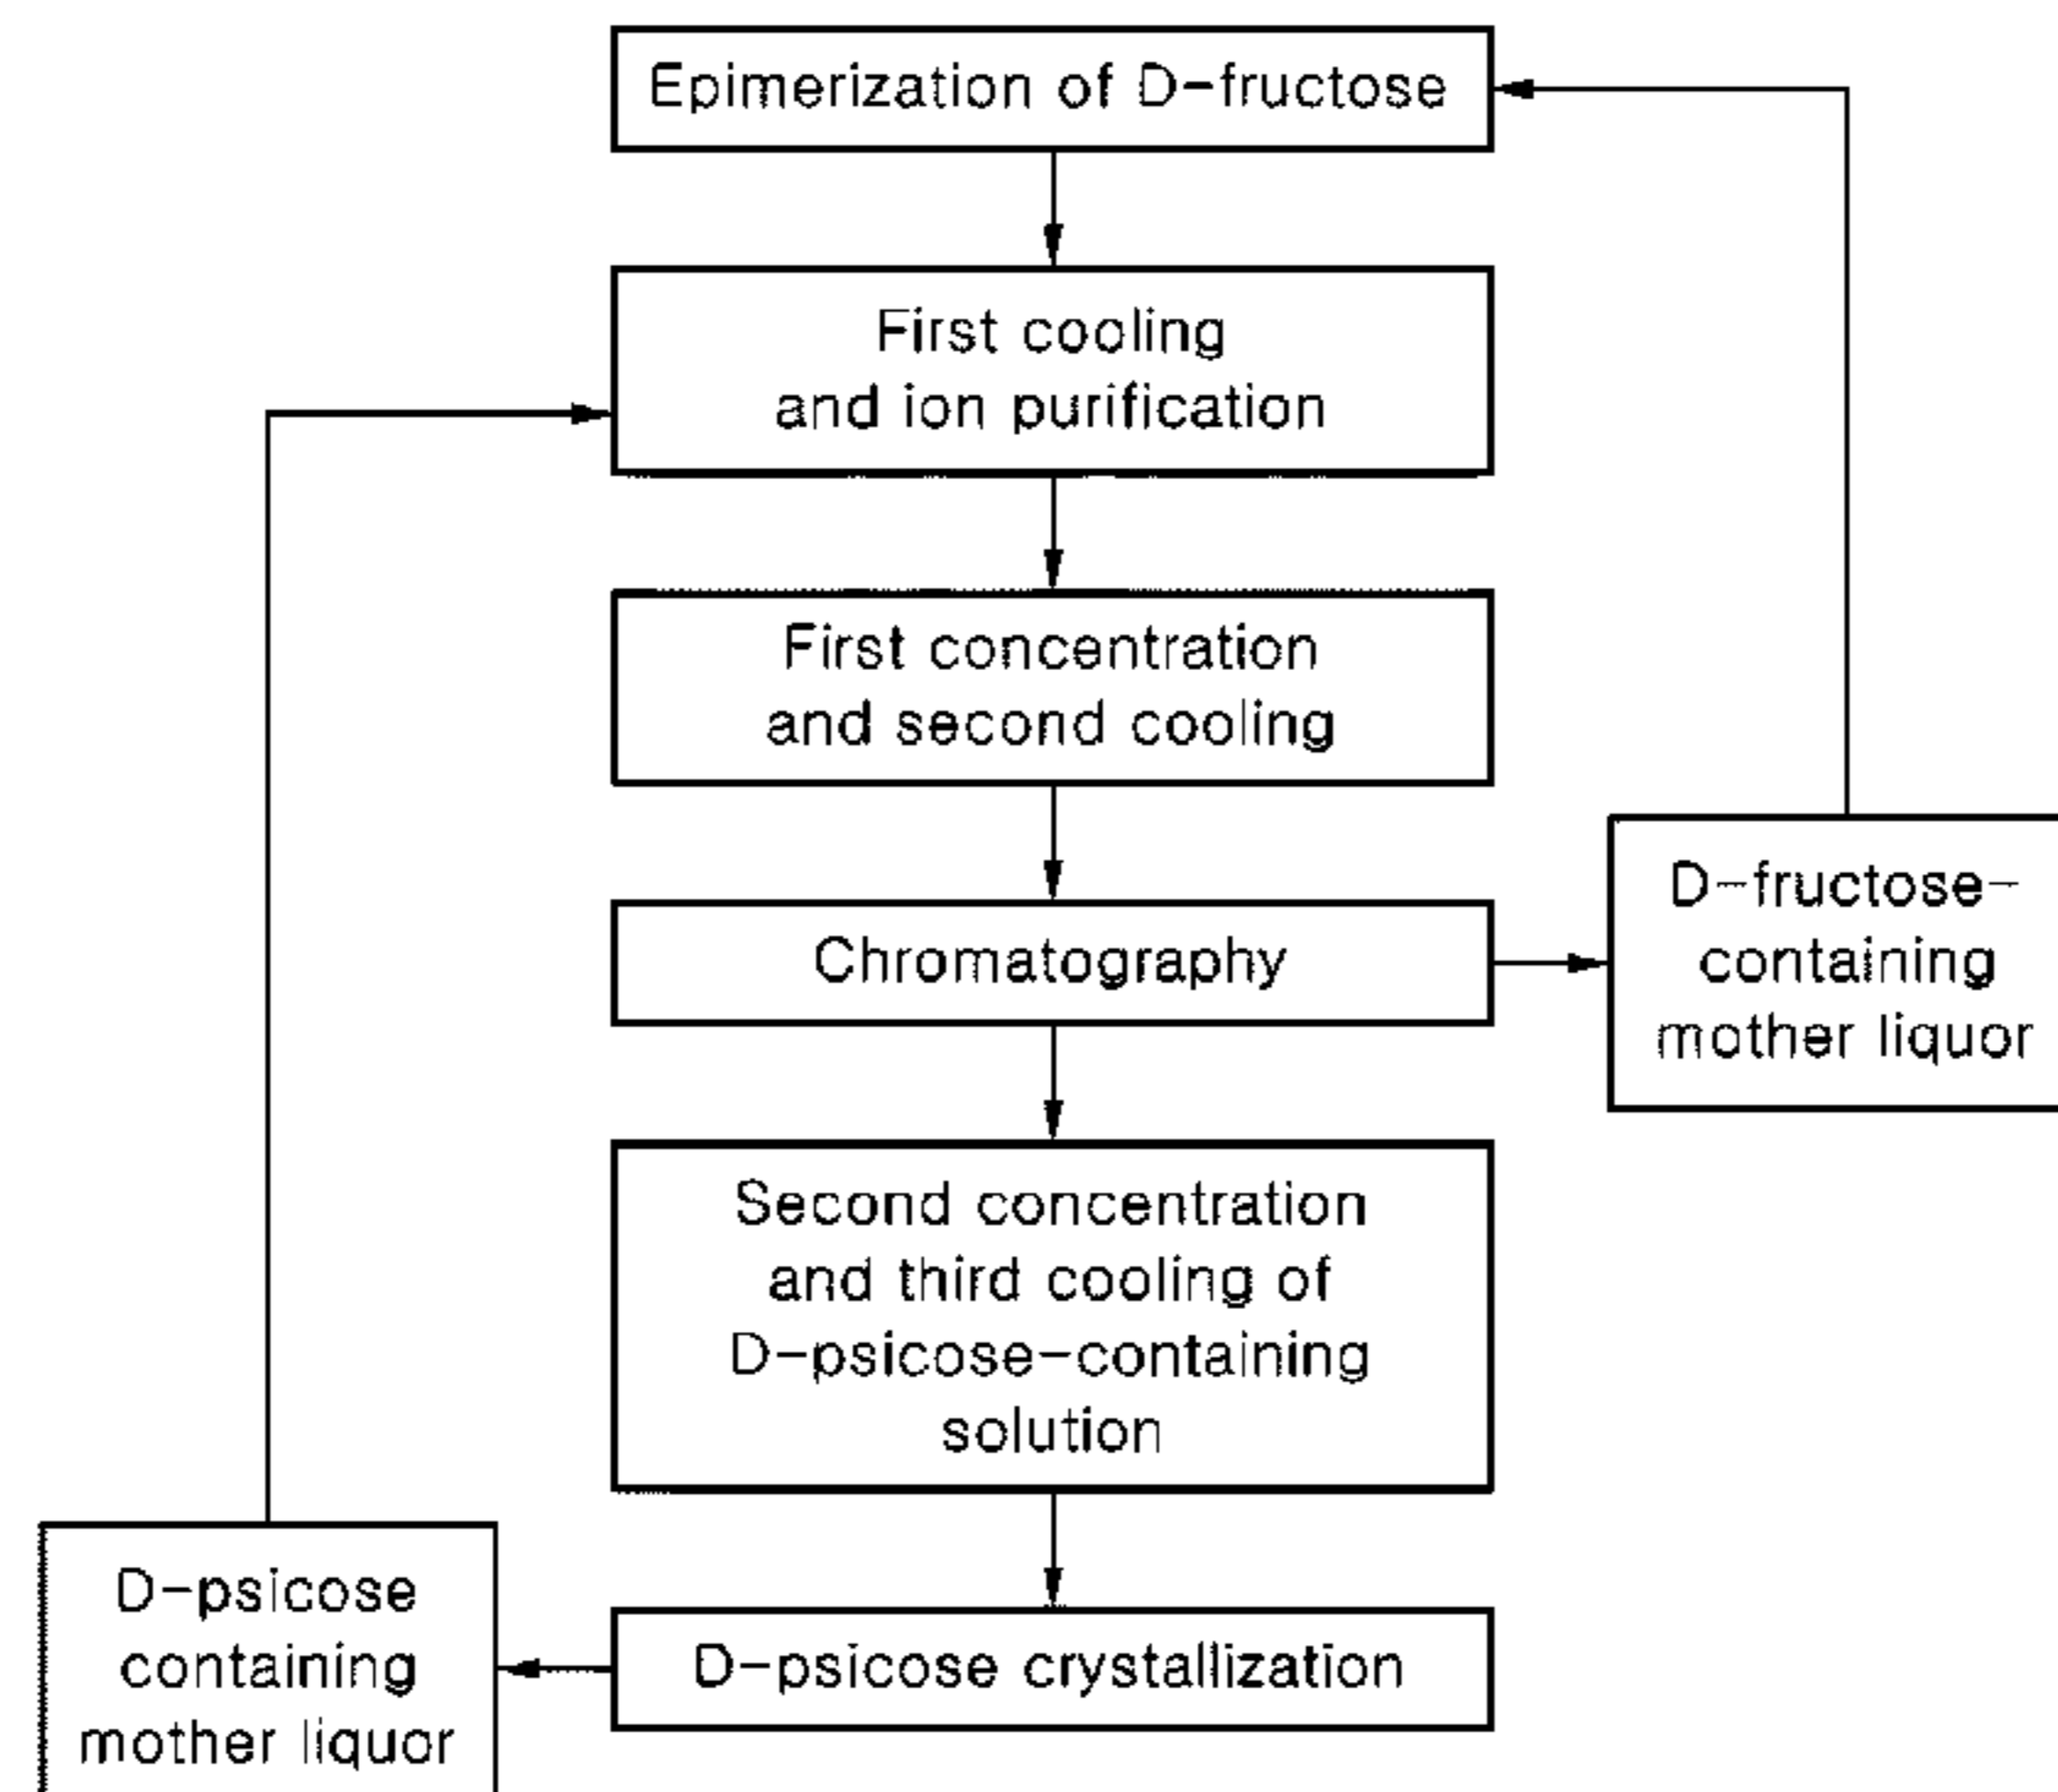 Epimerization of D-fructose
First cooling
and ion purification
First concentration
and second cooling
Chromatography
D-fructose-
containing
mother liquor
Second concentration
and third cooling of
D-psicose-containing
solution
D-psicose crystallization
D-psicose
containing
mother liquor